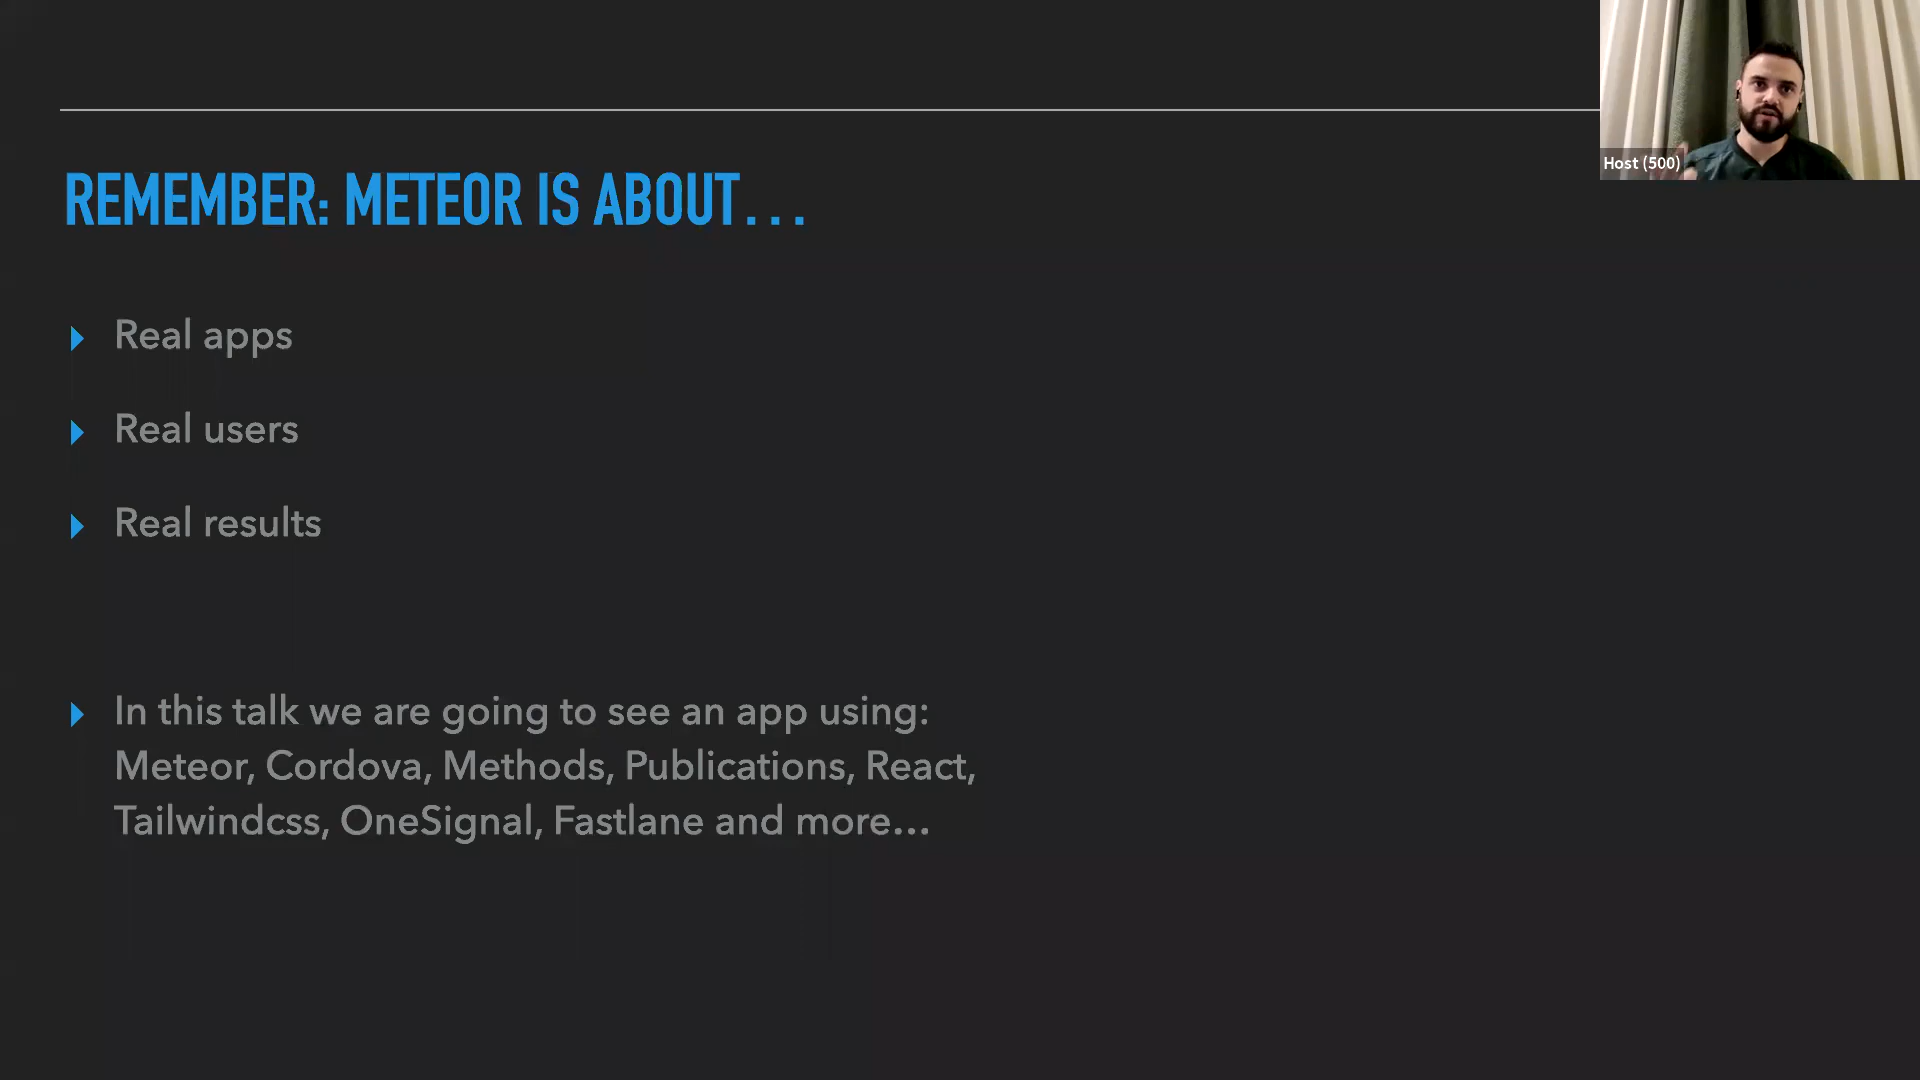 Host (500)
REMEMBER: METEOR IS ABOUT...
Real apps
Real users
Real results
In this talk we are going to see an app using:
Meteor, Cordova, Methods, Publications, React,
Tailwindcss, OneSignal, Fastlane and more...